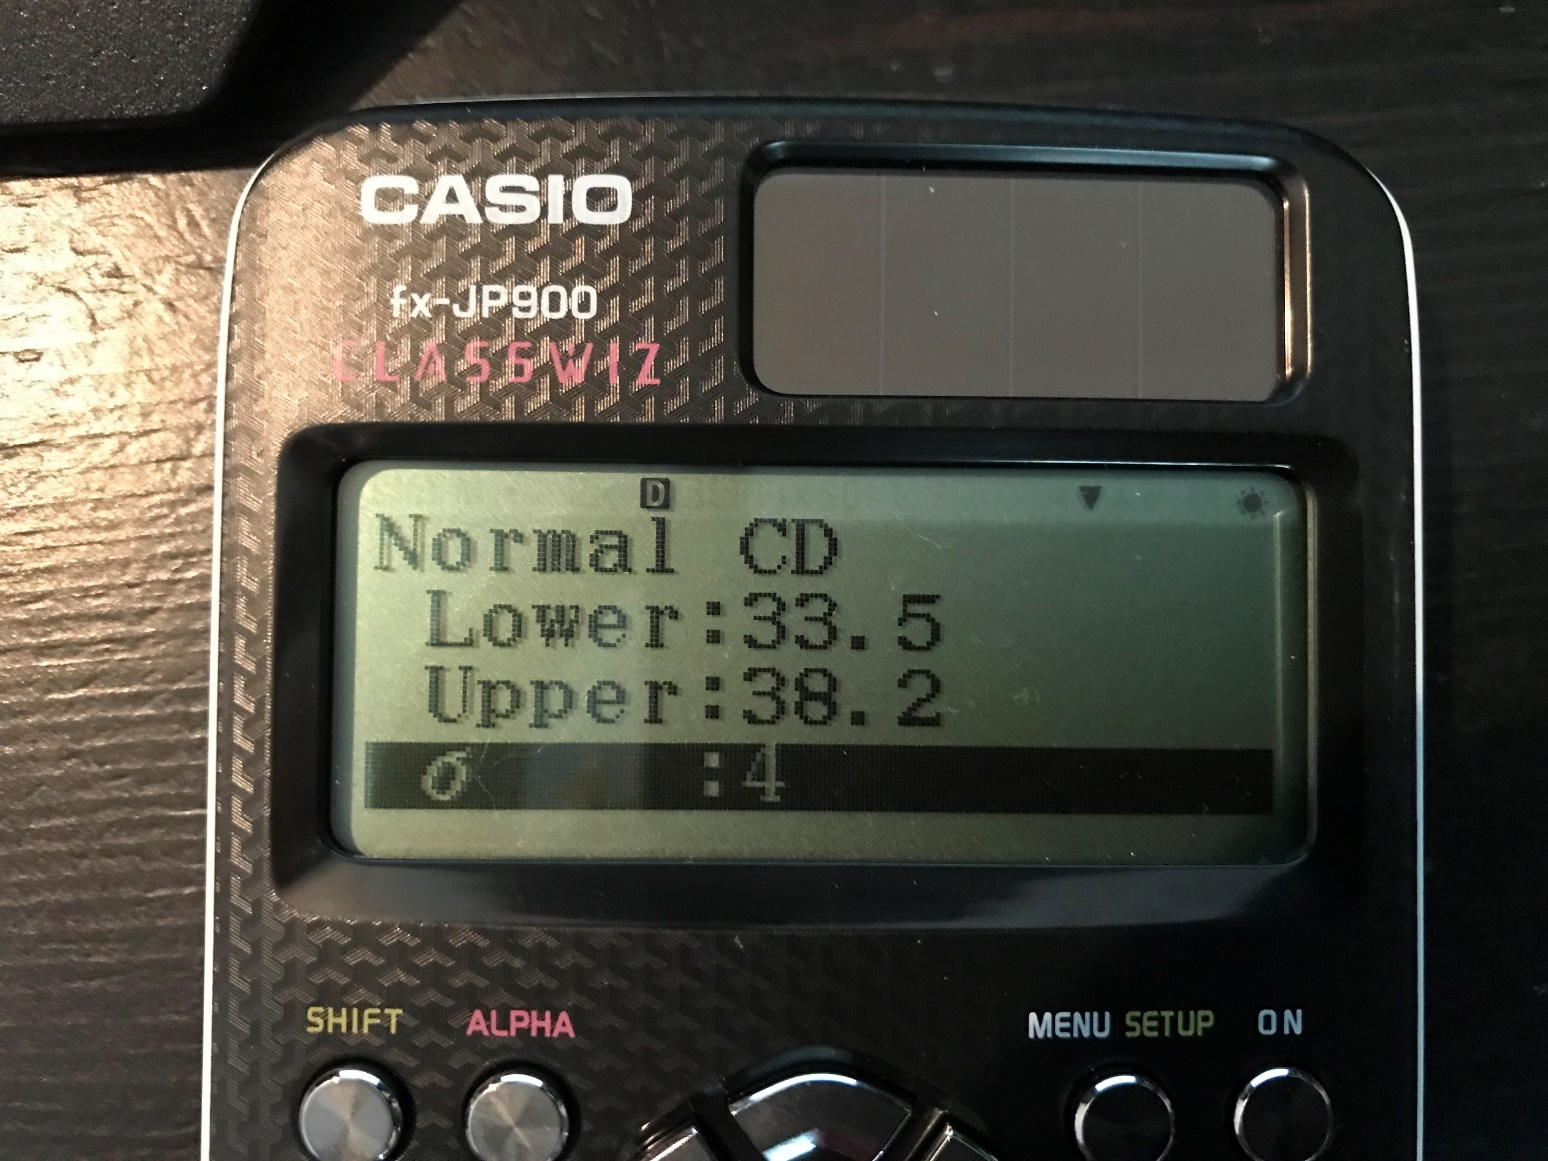 CASIO
fx-JP900
CLASSWIZ
D
Normal CD
Lower:33.5
Upper:38.2
σ :4
SHIFT ALPHA MENU SETUP ON